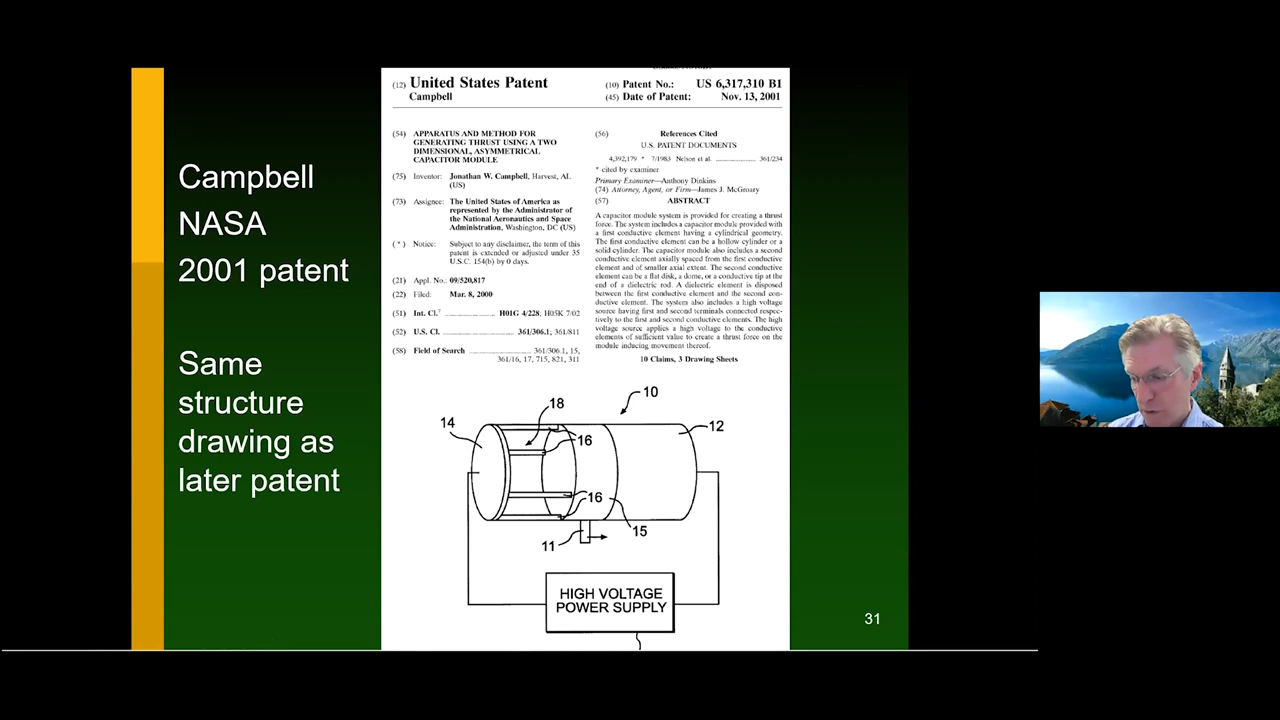 Campbell
NASA
2001 patent
Same
structure
drawing as
later patent
(12) United States Patent
Campbell
(10) Patent No.: US 6,317,310 B1
(45) Date of Patent: Nov. 13, 2001
(54) APPARATUS AND METHOD FOR
GENERATING THRUST USING A TWO
DIMENSIONAL, ASYMMETRICAL
CAPACITOR MODULE
(75) Inventor: Jonathan W. Campbell, Harvest, AL
(US)
(73) Assignee: The United States of America as
represented by the Administrator of
the National Aeronautics and Space
Administration, Washington, DC (US)
( * ) Notice: Subject to any disclaimer, the term of this
patent is extended or adjusted under 35
U.S.C. 154(b) by 0 days.
(21) Appl. No.: 09/520,817
(22) Filed: Mar. 8, 2000
(51) Int. Cl.7 H01G 4/228; H05K 7/02
(52) U.S. Cl. 361/306.1; 361/811
(58) Field of Search 361/306.1, 15,
361/16, 17, 715, 821, 311
(56) References Cited
U.S. PATENT DOCUMENTS
4,392,179 * 7/1983 Nelson et al. 361/234
* cited by examiner
Primary Examiner—Anthony Dinkins
(74) Attorney, Agent, or Firm—James J. McGroary
(57) ABSTRACT
A capacitor module system is provided for creating a thrust
force. The system includes a capacitor module provided with
a first conductive element having a cylindrical geometry.
The first conductive element can be a hollow cylinder or a
solid cylinder. The capacitor module also includes a second
conductive element axially spaced from the first conductive
element and of smaller axial extent. The second conductive
element can be a flat disk, a dome, or a conductive tip at the
end of a dielectric rod. A dielectric element is disposed
between the first conductive element and the second con-
ductive element. The system also includes a high voltage
source having first and second terminals connected respec-
tively to the first and second conductive elements. The high
voltage source applies a high voltage to the conductive
elements of sufficient value to create a thrust force on the
module inducing movement thereof.
10 Claims, 3 Drawing Sheets
10
18
14
16
12
16
15
11
HIGH VOLTAGE
POWER SUPPLY
31